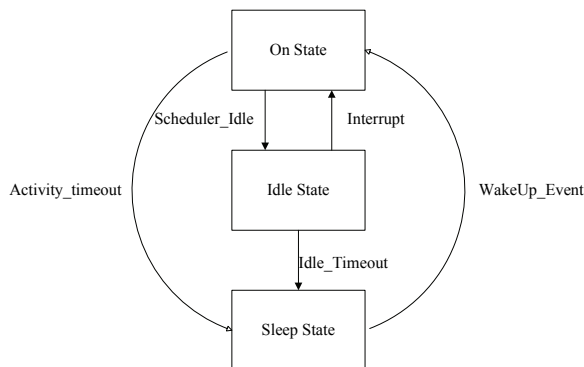 On State
Scheduler_Idle
Interrupt
Activity_timeout
Idle State
WakeUp_Event
Idle_Timeout
Sleep State